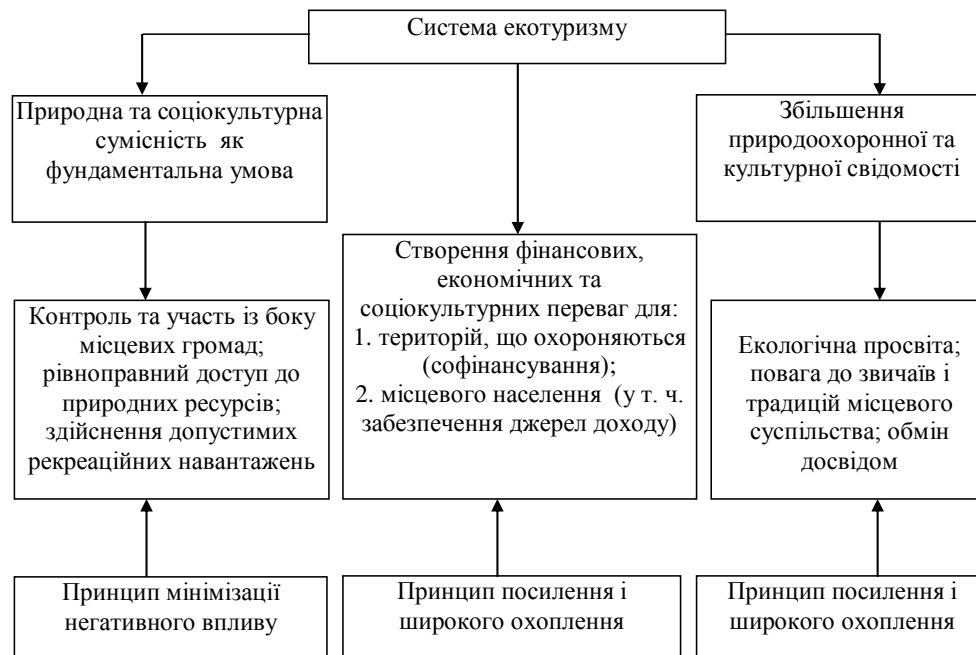 Система екотуризму
Природна та соціокультурна
сумісність як
фундаментальна умова
Збільшення
природоохоронної та
культурної свідомості
Створення фінансових,
економічних та
соціокультурних переваг для:
1. територій, що охороняються
(софінансування);
2. місцевого населення (у т. ч.
забезпечення джерел доходу)
Контроль та участь із боку
місцевих громад;
рівноправний доступ до
природних ресурсів;
здійснення допустимих
рекреаційних навантажень
Екологічна просвіта;
повага до звичаїв і
традицій місцевого
суспільства; обмін
досвідом
Принцип мінімізації
негативного впливу
Принцип посилення і
широкого охоплення
Принцип посилення і
широкого охоплення